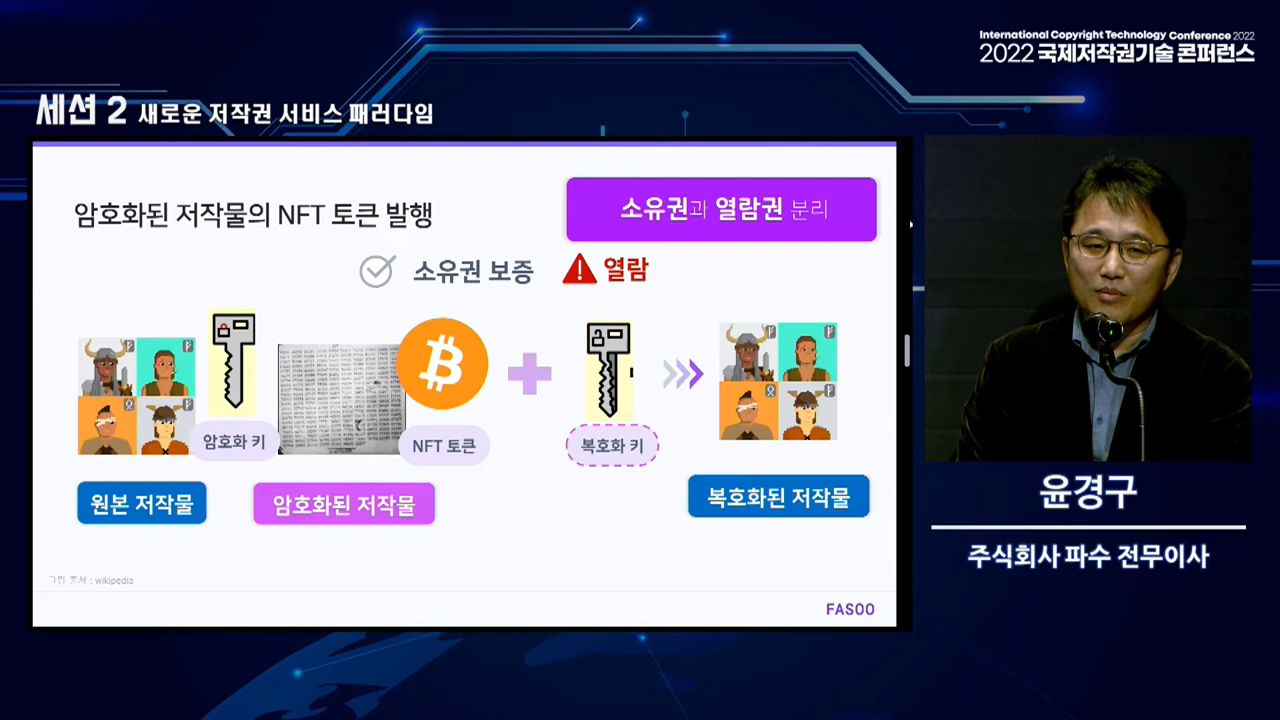 International Copyright Technology Conference 2022
2022 국제저작권기술 콘퍼런스
세션 2 새로운 저작권 서비스 패러다임
암호화된 저작물의 NFT 토큰 발행
소유권과 열람권 분리
소유권 보증
열람
암호화 키
NFT 토큰
복호화 키
원본 저작물
암호화된 저작물
복호화된 저작물
그림 출처 : wikipedia
FASOO
윤경구
주식회사 파수 전무이사